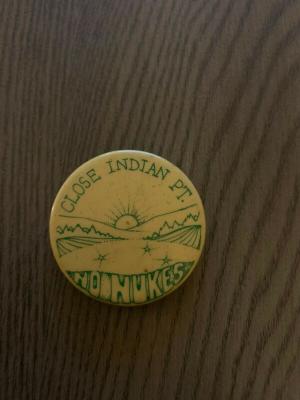 CLOSE INDIAN PT.
NO NUKES